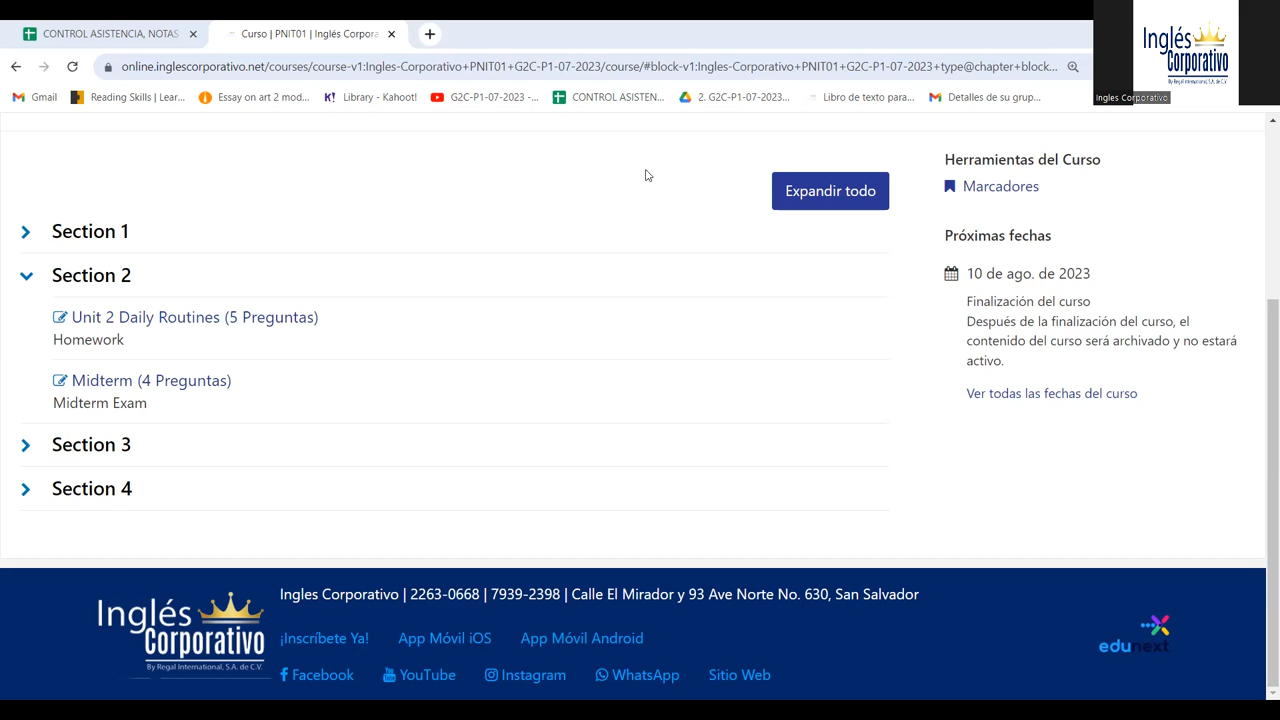 CONTROL ASISTENCIA, NOTAS
Curso | PNIT01 | Inglés Corpora
online.inglescorporativo.net/courses/course-v1:Ingles-Corporativo+PNIT01+G2C-P1-07-2023/course/#block-v1:Ingles-Corporativo+PNIT01+G2C-P1-07-2023+type@chapter+block...
Gmail
Reading Skills | Lear...
Essay on art 2 mod...
Library - Kahoot!
G2C-P1-07-2023 -...
CONTROL ASISTEN...
2. G2C-P1-07-2023...
Libro de texto para...
Detalles de su grup...
Inglés
Corporativo
By Regal International, S.A. de C.V.
Ingles Corporativo
Expandir todo
Section 1
Section 2
Unit 2 Daily Routines (5 Preguntas)
Homework
Midterm (4 Preguntas)
Midterm Exam
Section 3
Section 4
Herramientas del Curso
Marcadores
Próximas fechas
10 de ago. de 2023
Finalización del curso
Después de la finalización del curso, el
contenido del curso será archivado y no estará
activo.
Ver todas las fechas del curso
Inglés
Corporativo
By Regal International, S.A. de C.V.
Ingles Corporativo | 2263-0668 | 7939-2398 | Calle El Mirador y 93 Ave Norte No. 630, San Salvador
¡Inscríbete Ya!
App Móvil iOS
App Móvil Android
Facebook
YouTube
Instagram
WhatsApp
Sitio Web
edunext